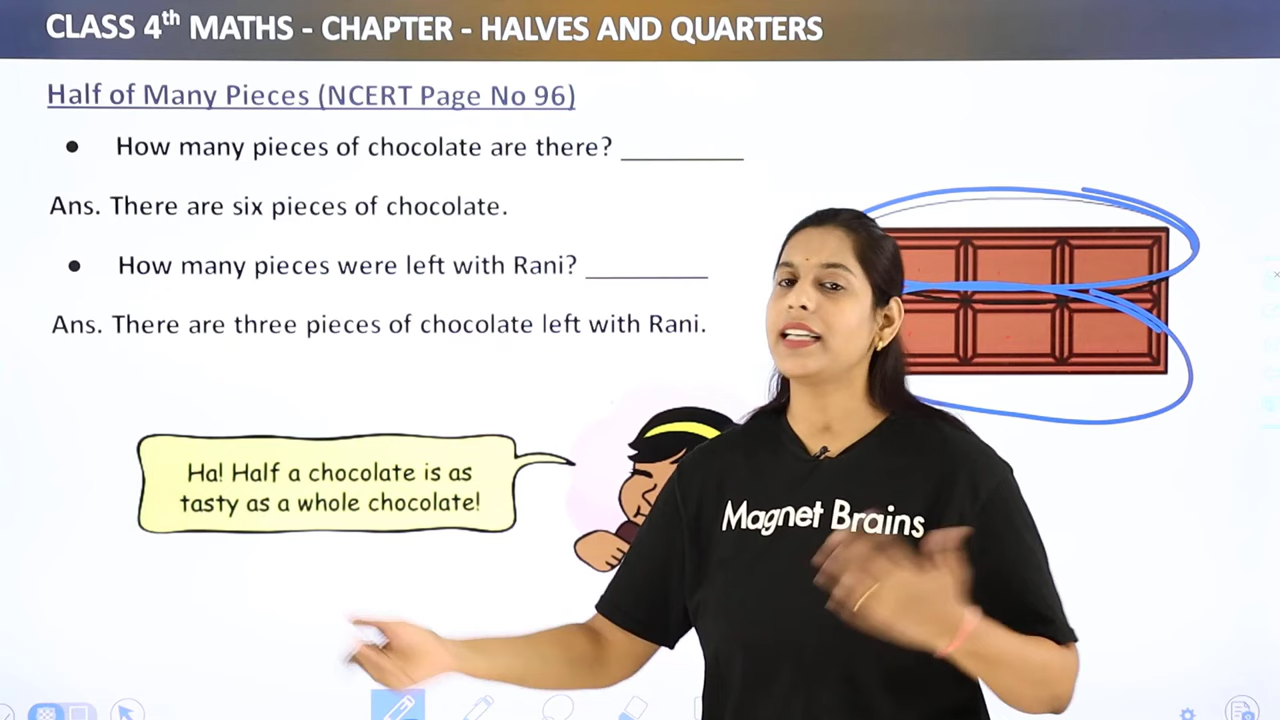 CLASS 4th MATHS - CHAPTER - HALVES AND QUARTERS
Half of Many Pieces (NCERT Page No 96)
• How many pieces of chocolate are there? ________
Ans. There are six pieces of chocolate.
• How many pieces were left with Rani? ________
Ans. There are three pieces of chocolate left with Rani.
Ha! Half a chocolate is as
tasty as a whole chocolate!
Magnet Brains